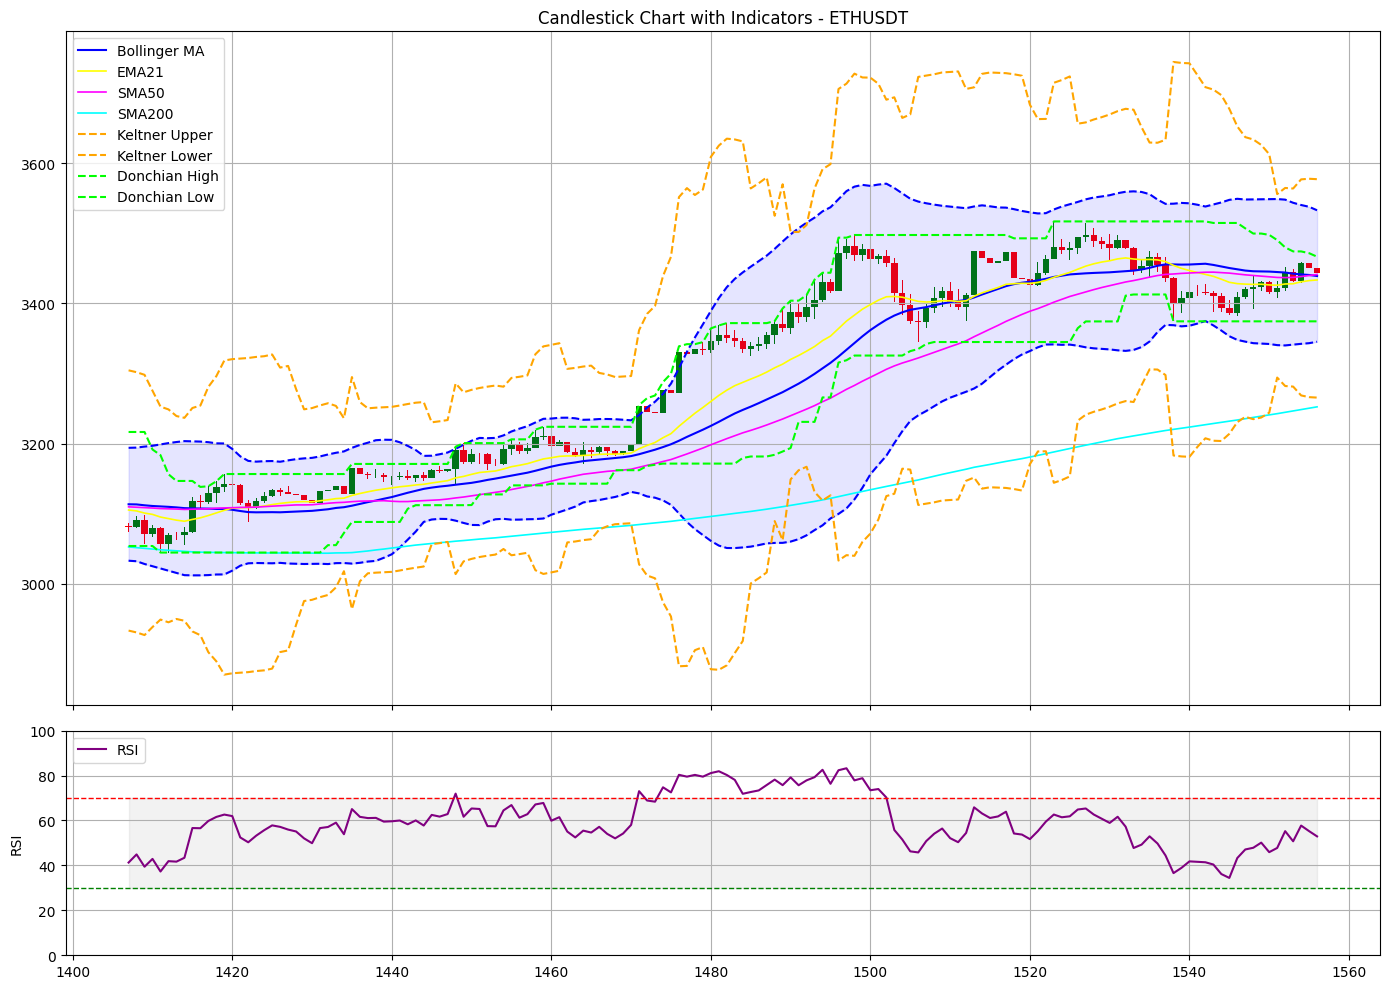 Candlestick Chart with Indicators - ETHUSDT
Bollinger MA
EMA21
SMA50
SMA200
Keltner Upper
Keltner Lower
Donchian High
Donchian Low
3600
3400
3200
3000
RSI
100
80
60
40
20
0
RSI
1400 1420 1440 1460 1480 1500 1520 1540 1560